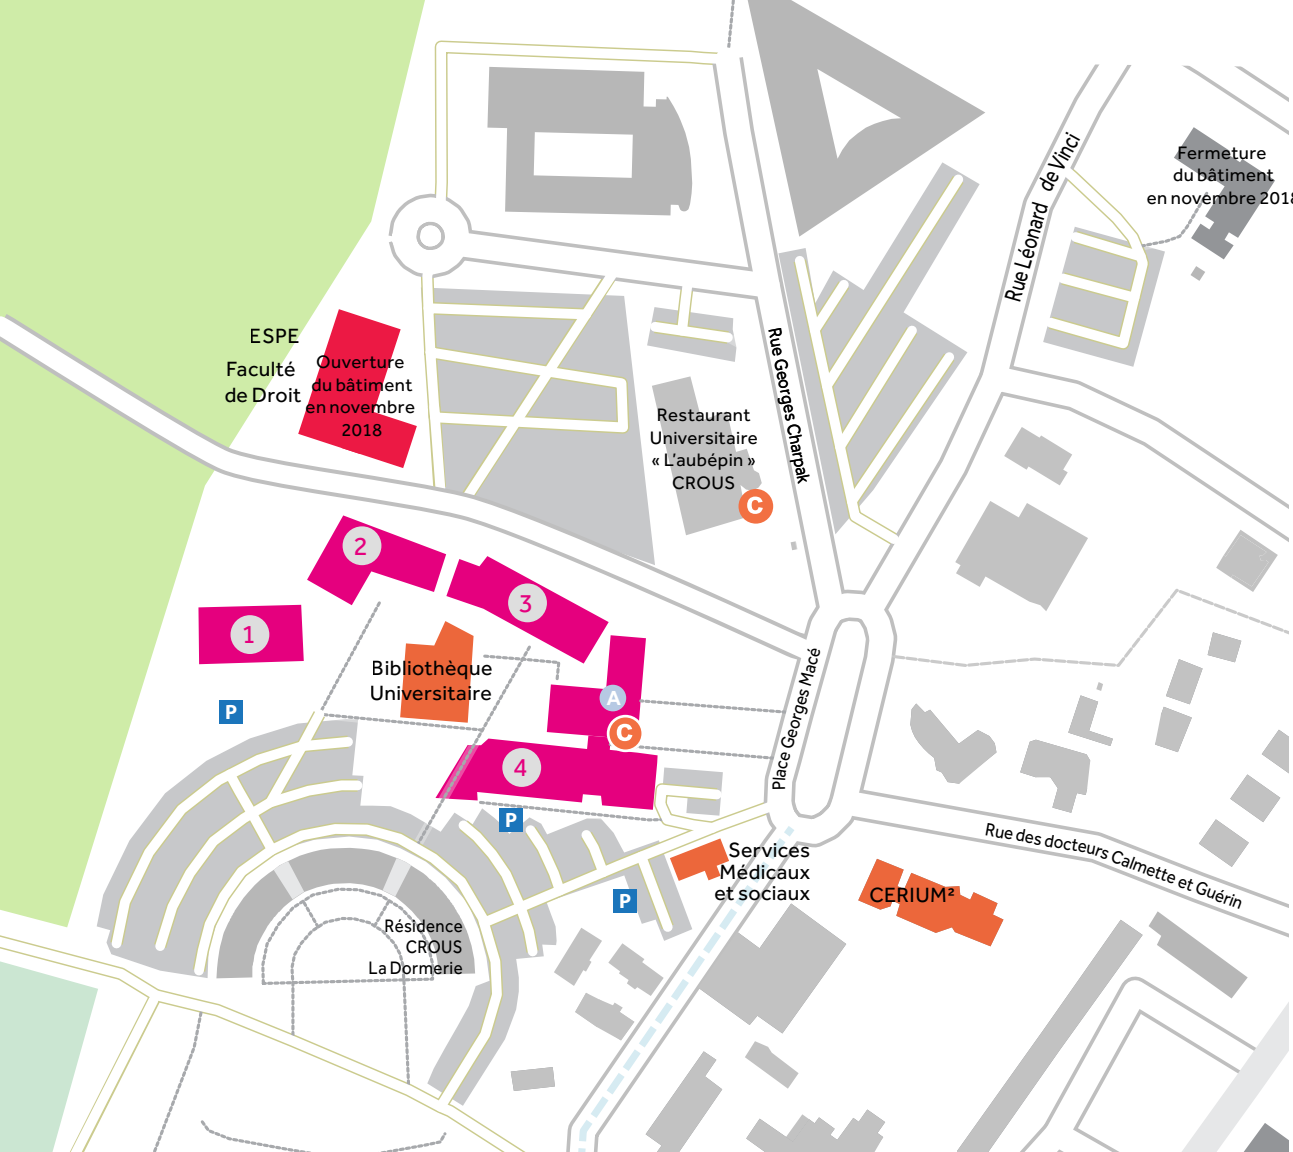 Rue Léonard de Vinci
Fermeture
du bâtiment
en novembre 2018
ESPE
Faculté
de Droit
Ouverture
du bâtiment
en novembre
2018
Rue Georges Charpak
Restaurant
Universitaire
« L'aubépin »
CROUS
C
2
3
1
Bibliothèque
Universitaire
A
C
P
4
Place Georges Macé
P
Rue des docteurs Calmette et Guérin
Services
Médicaux
et sociaux
CERIUM²
P
Résidence
CROUS
La Dormerie